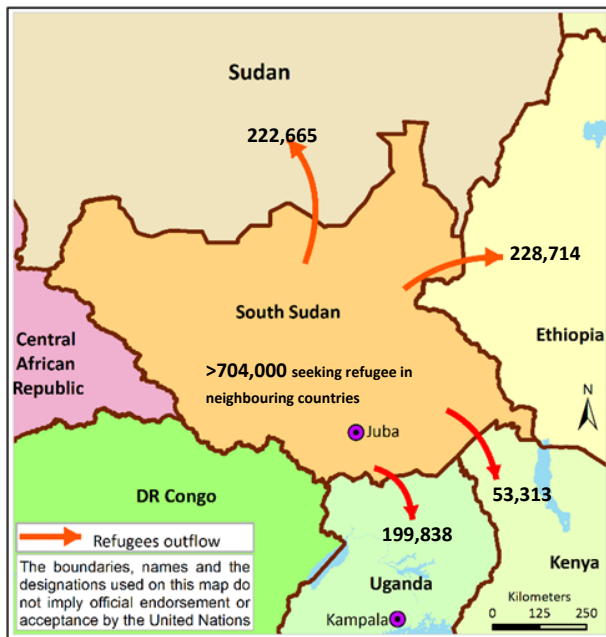 Sudan
222,665
228,714
South Sudan
Ethiopia
Central
African
Republic
>704,000 seeking refugee in
neighbouring countries
N
Juba
DR Congo
53,313
199,838
Refugees outflow
The boundaries, names and the
designations used on this map do
not imply official endorsement or
acceptance by the United Nations
Uganda
Kampala
Kenya
Kilometers
0 125 250